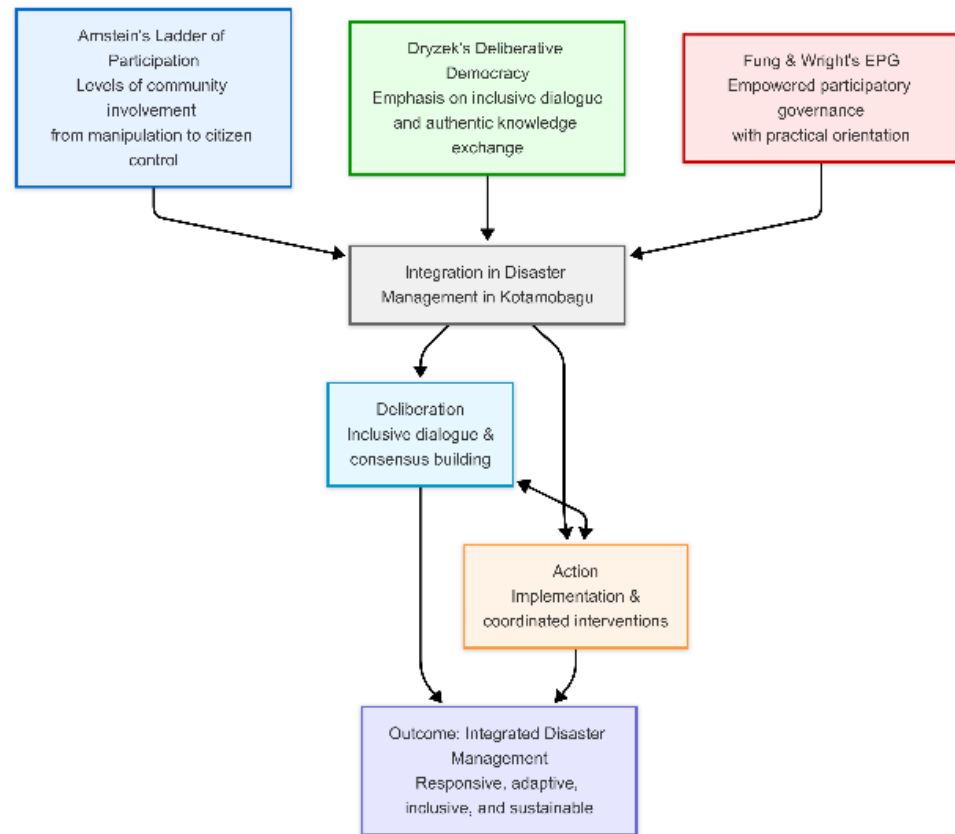 Arnstein's Ladder of
Participation
Levels of community
involvement
from manipulation to citizen
control
Dryzek's Deliberative
Democracy
Emphasis on inclusive dialogue
and authentic knowledge
exchange
Fung & Wright's EPG
Empowered participatory
governance
with practical orientation
Integration in Disaster
Management in Kotamobagu
Deliberation
Inclusive dialogue &
consensus building
Action
Implementation &
coordinated interventions
Outcome: Integrated Disaster
Management
Responsive, adaptive,
inclusive, and sustainable